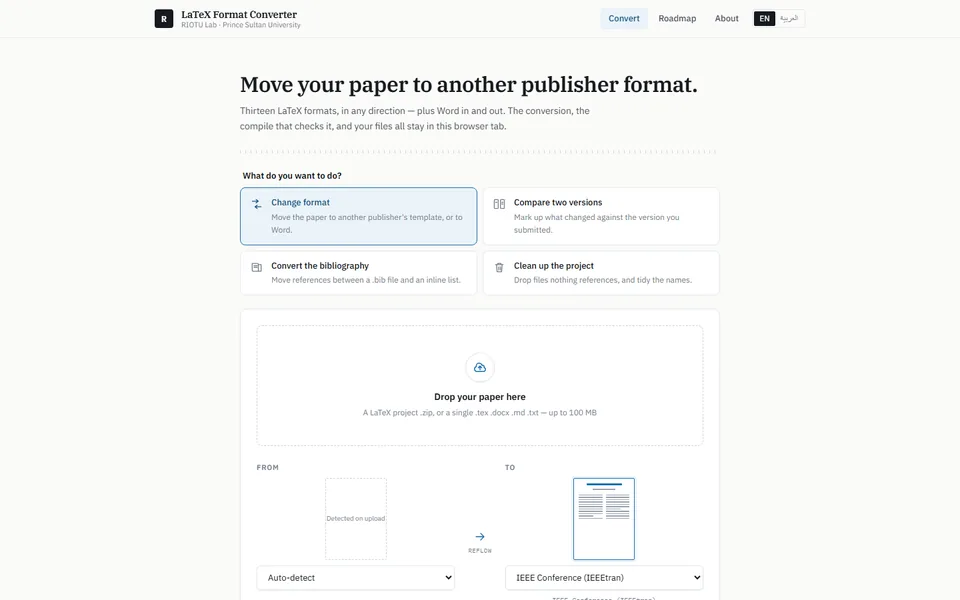 R
LaTeX Format Converter
RIOTU Lab · Prince Sultan University
Convert
Roadmap
About
EN
العربية
Move your paper to another publisher format.
Thirteen LaTeX formats, in any direction — plus Word in and out. The conversion, the
compile that checks it, and your files all stay in this browser tab.
What do you want to do?
Change format
Move the paper to another publisher's template, or to
Word.
Compare two versions
Mark up what changed against the version you
submitted.
Convert the bibliography
Move references between a .bib file and an inline list.
Clean up the project
Drop files nothing references, and tidy the names.
Drop your paper here
A LaTeX project .zip, or a single .tex .docx .md .txt — up to 100 MB
FROM
TO
Detected on upload
REFLOW
Auto-detect
IEEE Conference (IEEEtran)
IEEE Conference (IEEEtran)